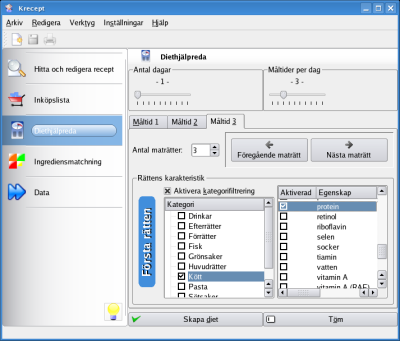 Krecept
Arkiv Redigera Verktyg Inställningar Hjälp
Hitta och redigera recept
Inköpslista
Diethjälpreda
Ingrediensmatchning
Data
Diethjälpreda
Antal dagar
- 1 -
Måltider per dag
- 3 -
Måltid 1 Måltid 2 Måltid 3
Antal maträtter: 3
Föregående maträtt
Nästa maträtt
Rättens karakteristik
Första rätten
Aktivera kategorifiltrering
Kategori
Drinkar
Efterrätter
Förrätter
Fisk
Grönsaker
Huvudrätter
Kött
Pasta
Såtsaker
Aktiverad Egenskap
protein
retinol
riboflavin
selen
socker
tiamin
vatten
vitamin A
vitamin A (RAE)
Skapa diet
Töm